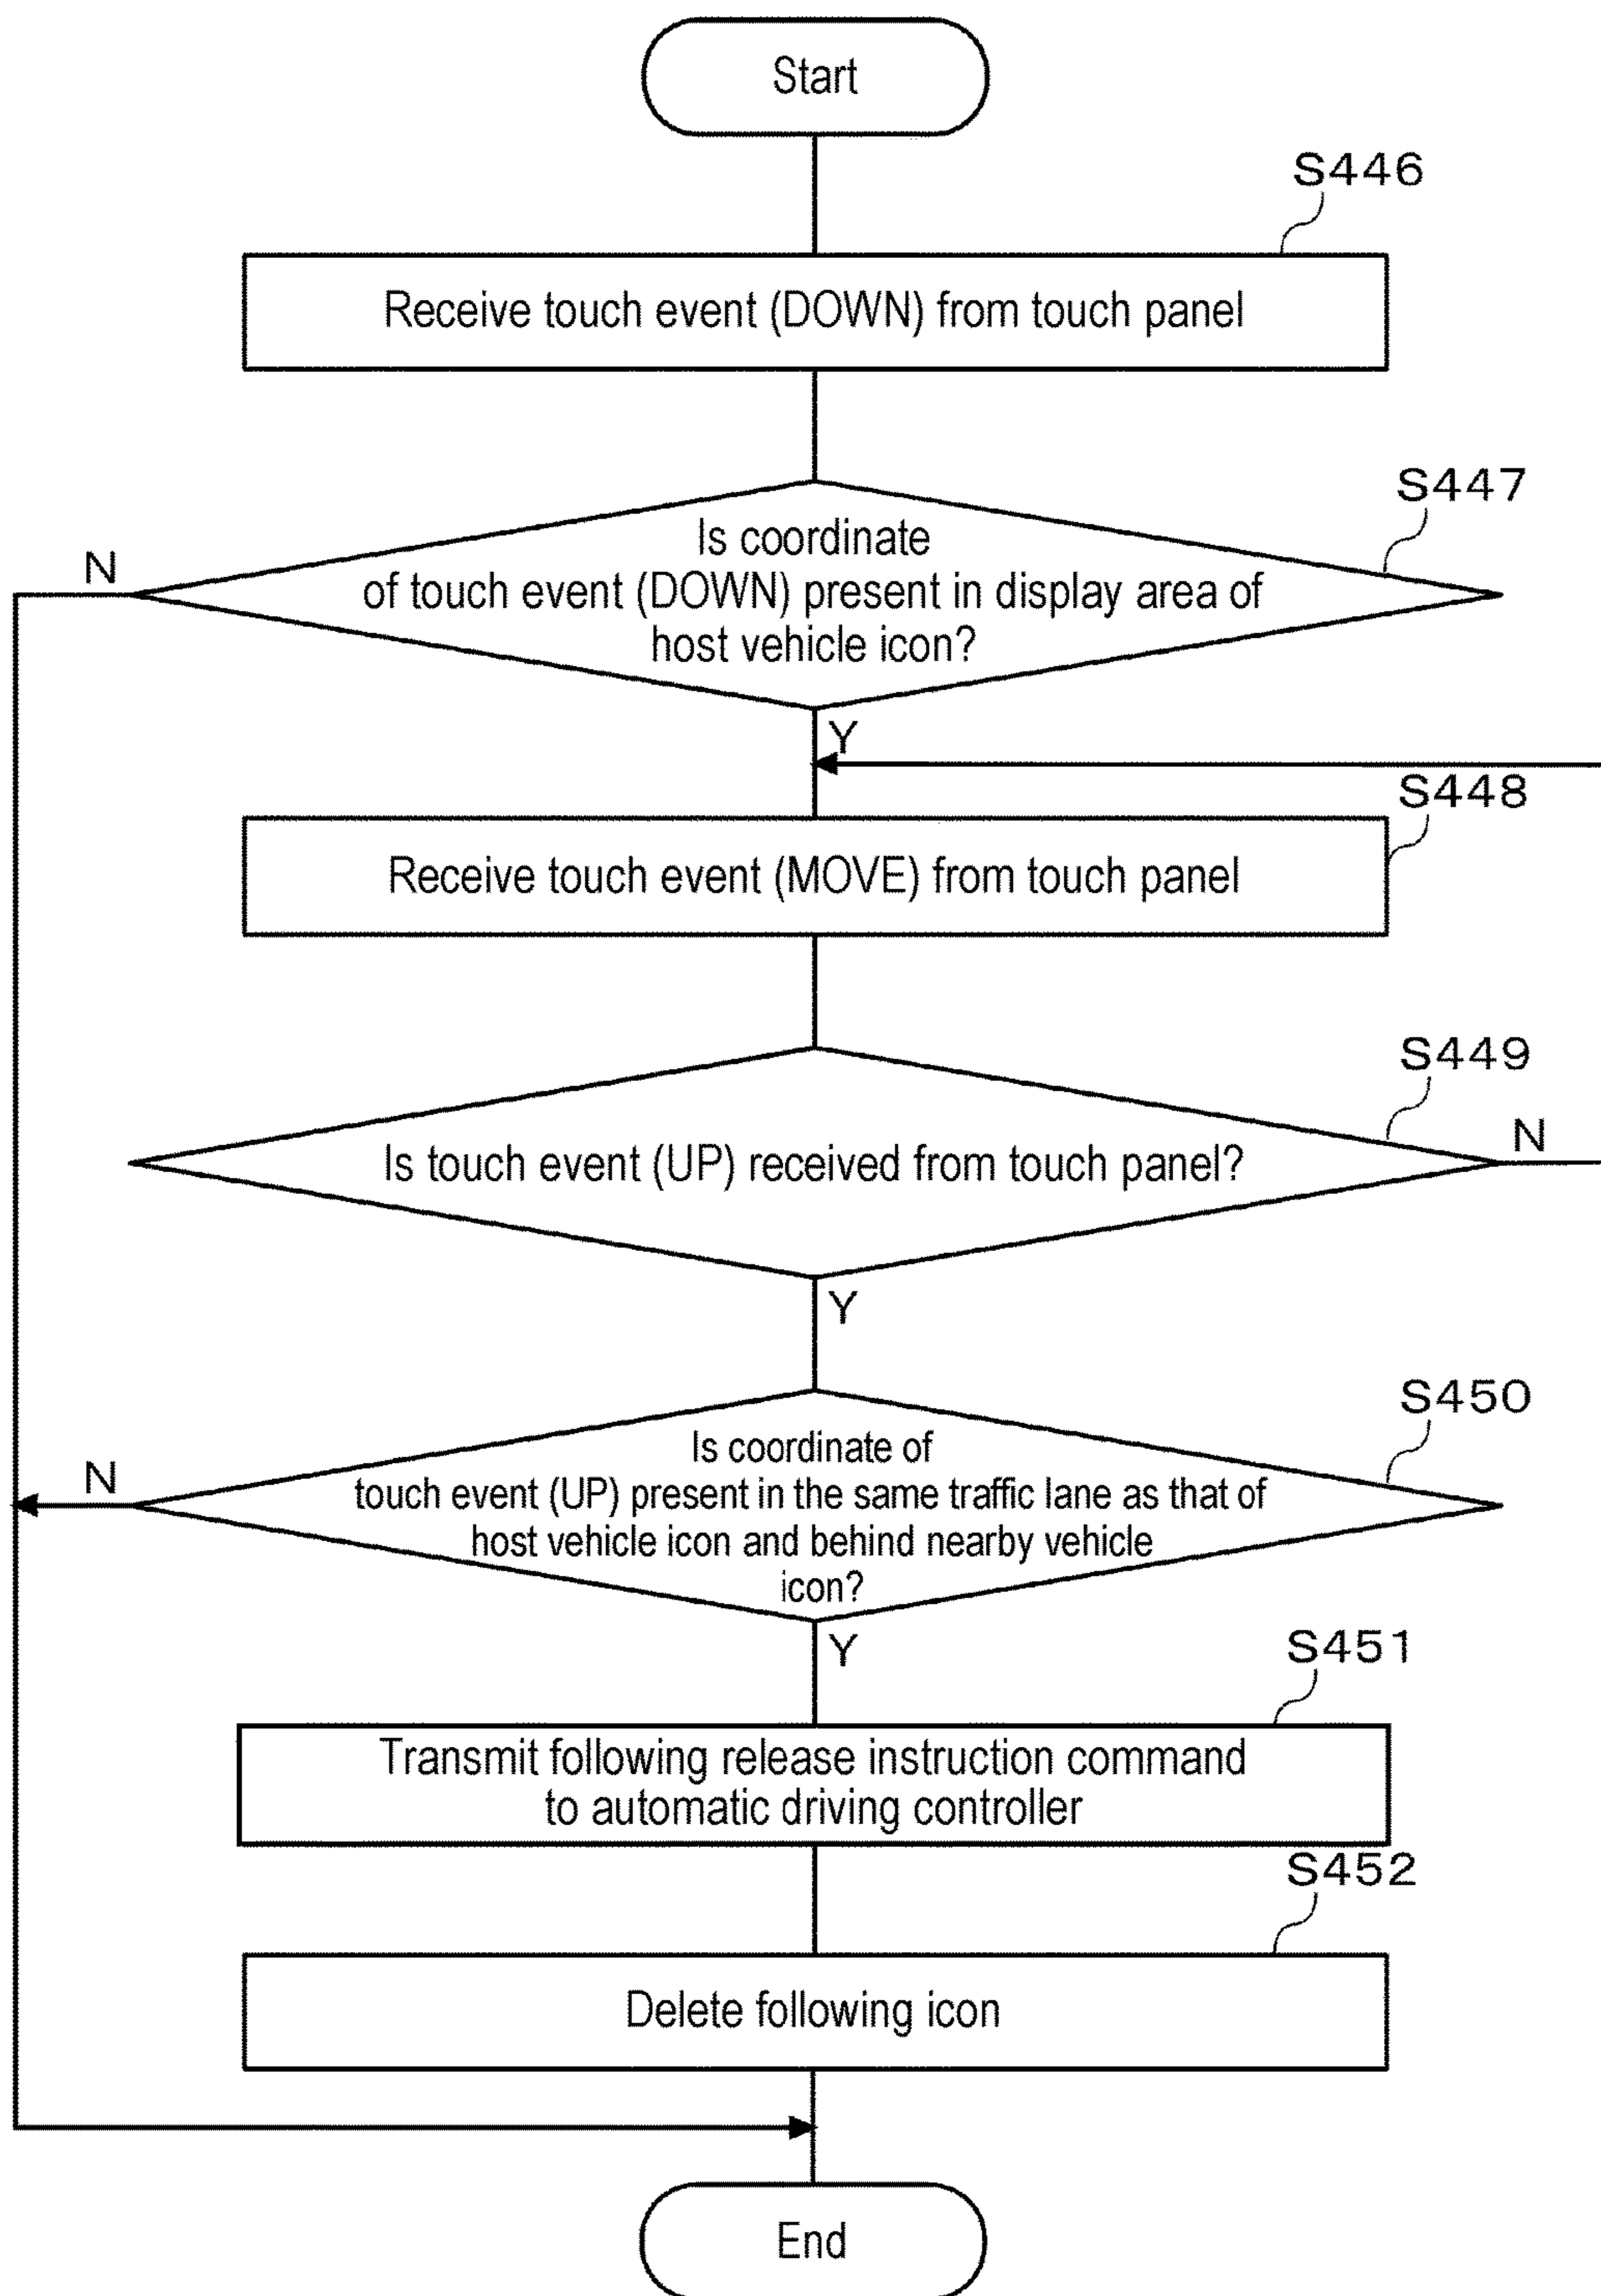 Start
S446
Receive touch event (DOWN) from touch panel
S447
N
Is coordinate
of touch event (DOWN) present in display area of
host vehicle icon?
Y
S448
Receive touch event (MOVE) from touch panel
S449
N
Is touch event (UP) received from touch panel?
Y
S450
N
Is coordinate of
touch event (UP) present in the same traffic lane as that of
host vehicle icon and behind nearby vehicle
icon?
Y
S451
Transmit following release instruction command
to automatic driving controller
S452
Delete following icon
End